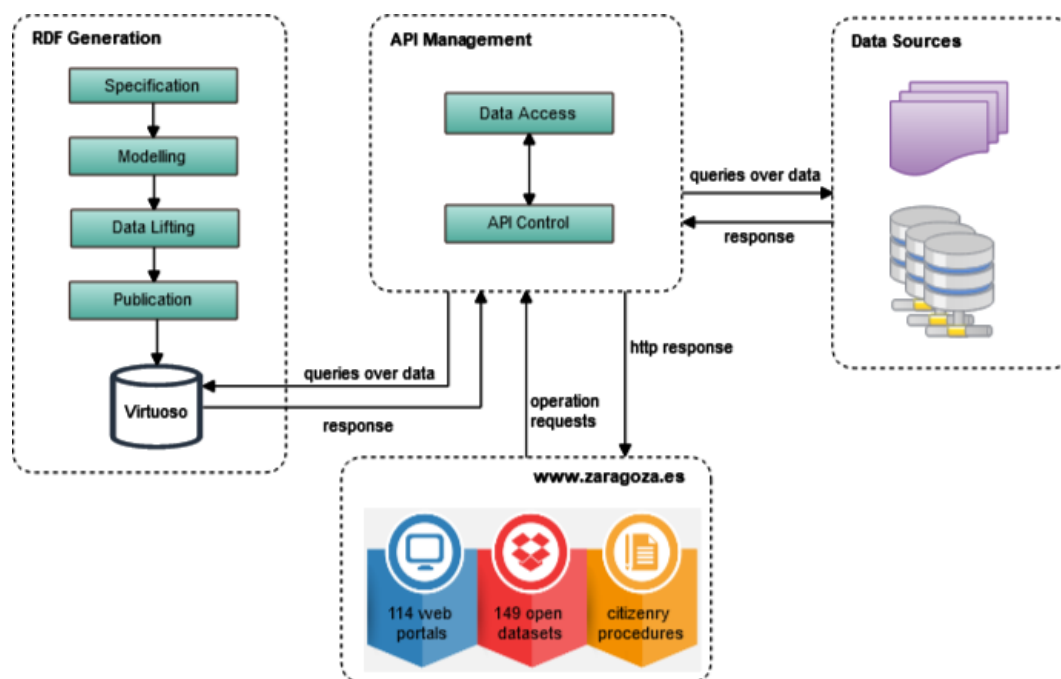 RDF Generation
Specification
Modelling
Data Lifting
Publication
Virtuoso
API Management
Data Access
API Control
Data Sources
queries over data
response
queries over data
response
http response
operation
requests
www.zaragoza.es
114 web
portals
149 open
datasets
citizenry
procedures